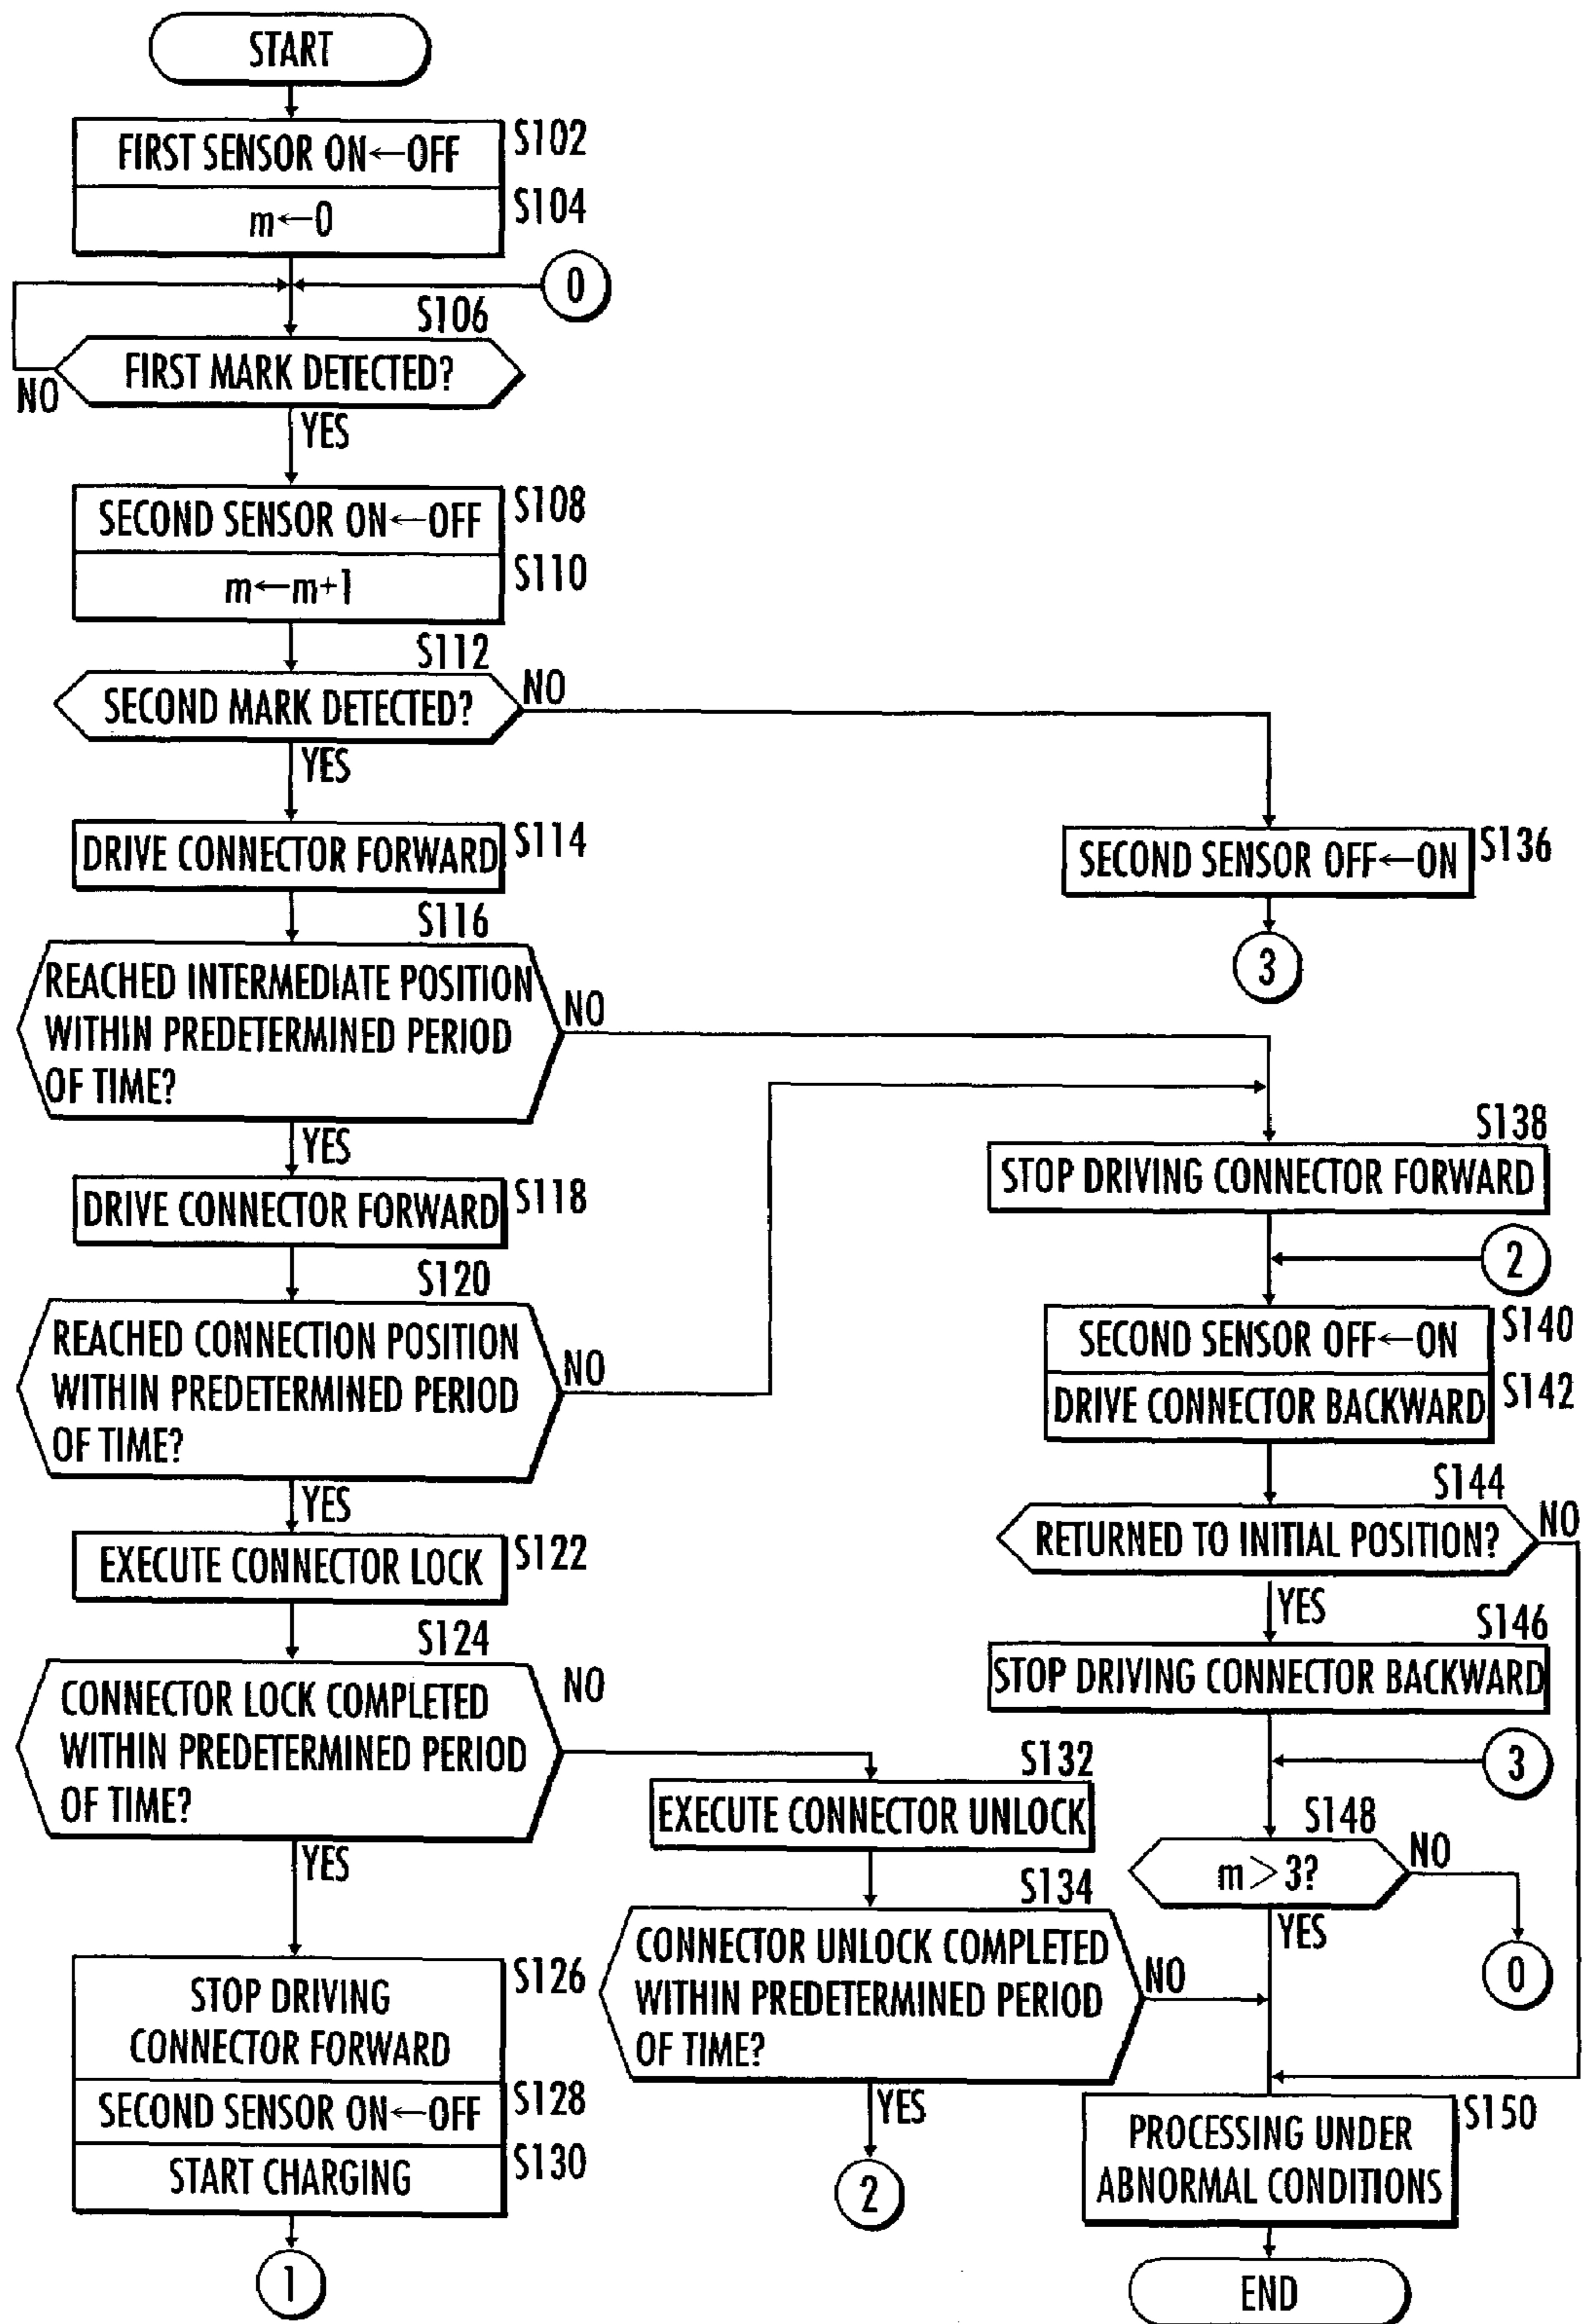 START
FIRST SENSOR ON←OFF
S102
m←0
S104
0
S106
FIRST MARK DETECTED?
NO
YES
SECOND SENSOR ON←OFF
S108
m←m+1
S110
S112
SECOND MARK DETECTED?
NO
YES
DRIVE CONNECTOR FORWARD
S114
S116
REACHED INTERMEDIATE POSITION
WITHIN PREDETERMINED PERIOD
OF TIME?
NO
YES
DRIVE CONNECTOR FORWARD
S118
S120
REACHED CONNECTION POSITION
WITHIN PREDETERMINED PERIOD
OF TIME?
NO
YES
EXECUTE CONNECTOR LOCK
S122
S124
CONNECTOR LOCK COMPLETED
WITHIN PREDETERMINED PERIOD
OF TIME?
NO
YES
STOP DRIVING
CONNECTOR FORWARD
S126
SECOND SENSOR ON←OFF
S128
START CHARGING
S130
1
S132
EXECUTE CONNECTOR UNLOCK
S134
CONNECTOR UNLOCK COMPLETED
WITHIN PREDETERMINED PERIOD
OF TIME?
NO
YES
2
SECOND SENSOR OFF←ON
S136
3
S138
STOP DRIVING CONNECTOR FORWARD
2
SECOND SENSOR OFF←ON
S140
DRIVE CONNECTOR BACKWARD
S142
S144
RETURNED TO INITIAL POSITION?
NO
YES
S146
STOP DRIVING CONNECTOR BACKWARD
3
S148
m>3?
NO
YES
0
PROCESSING UNDER
ABNORMAL CONDITIONS
S150
END